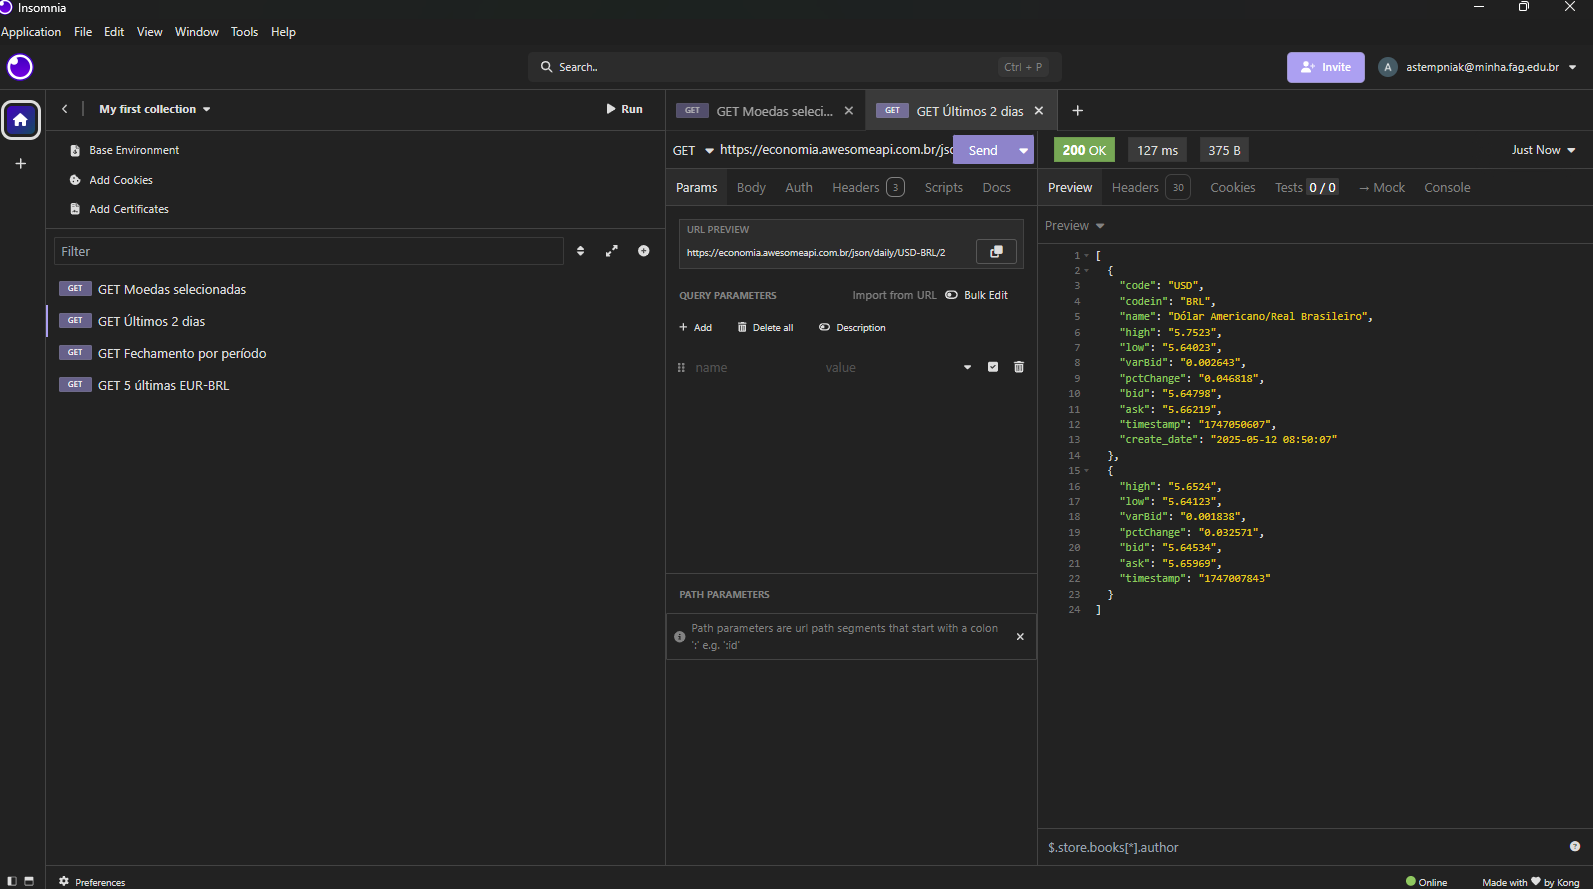 Insomnia
Application File Edit View Window Tools Help
Search.. Ctrl + P
Invite
A astempniak@minha.fag.edu.br
My first collection
Run
Base Environment
Add Cookies
Add Certificates
Filter
GET GET Moedas selecionadas
GET GET Últimos 2 dias
GET GET Fechamento por período
GET GET 5 últimas EUR-BRL
GET GET Moedas seleci...
GET GET Últimos 2 dias
GET https://economia.awesomeapi.com.br/jsc
Send
Params Body Auth Headers 3 Scripts Docs
URL PREVIEW
https://economia.awesomeapi.com.br/json/daily/USD-BRL/2
QUERY PARAMETERS Import from URL Bulk Edit
Add Delete all Description
name value
PATH PARAMETERS
Path parameters are url path segments that start with a colon
':' e.g. ':id'
200 OK 127 ms 375 B Just Now
Preview Headers 30 Cookies Tests 0 / 0 → Mock Console
Preview
1 [
2 {
3 "code": "USD",
4 "codein": "BRL",
5 "name": "Dólar Americano/Real Brasileiro",
6 "high": "5.7523",
7 "low": "5.64023",
8 "varBid": "0.002643",
9 "pctChange": "0.046818",
10 "bid": "5.64798",
11 "ask": "5.66219",
12 "timestamp": "1747050607",
13 "create_date": "2025-05-12 08:50:07"
14 },
15 {
16 "high": "5.6524",
17 "low": "5.64123",
18 "varBid": "0.001838",
19 "pctChange": "0.032571",
20 "bid": "5.64534",
21 "ask": "5.65969",
22 "timestamp": "1747007843"
23 }
24 ]
$.store.books[*].author
Preferences
Online
Made with ♥ by Kong